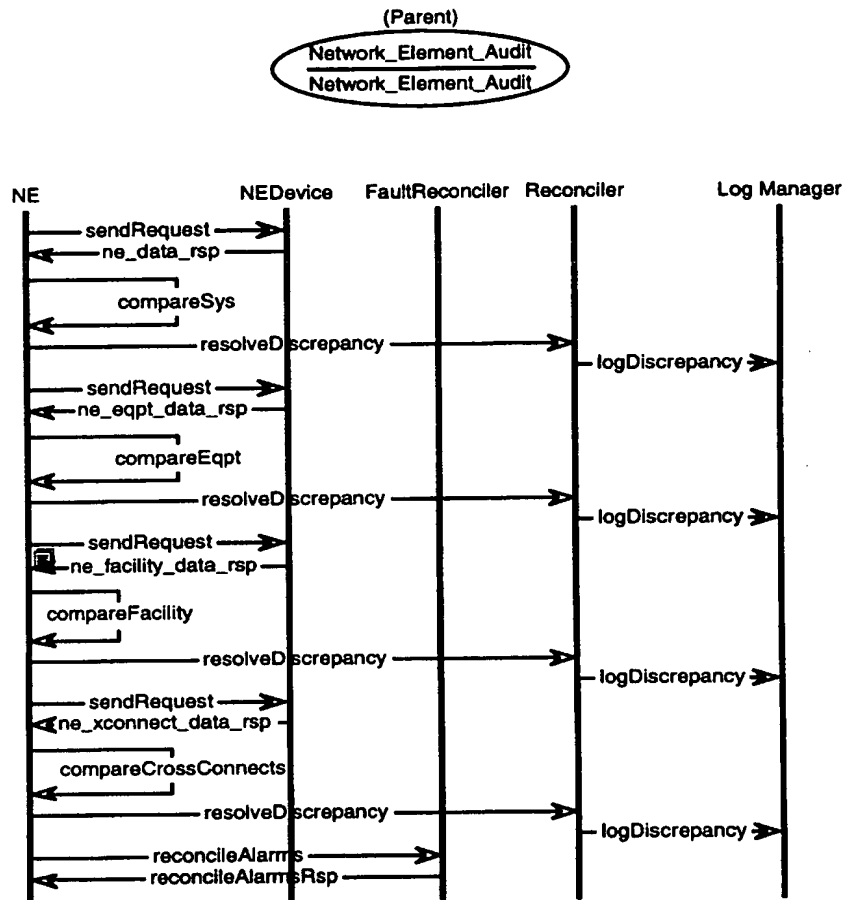 (Parent)
Network_Element_Audit
Network_Element_Audit
NE NEDevice FaultReconciler Reconciler Log Manager
sendRequest
ne_data_rsp
compareSys
resolveDiscrepancy
logDiscrepancy
sendRequest
ne_eqpt_data_rsp
compareEqpt
resolveDiscrepancy
logDiscrepancy
sendRequest
ne_facility_data_rsp
compareFacility
resolveDiscrepancy
logDiscrepancy
sendRequest
ne_xconnect_data_rsp
compareCrossConnects
resolveDiscrepancy
logDiscrepancy
reconcileAlarms
reconcileAlarmsRsp